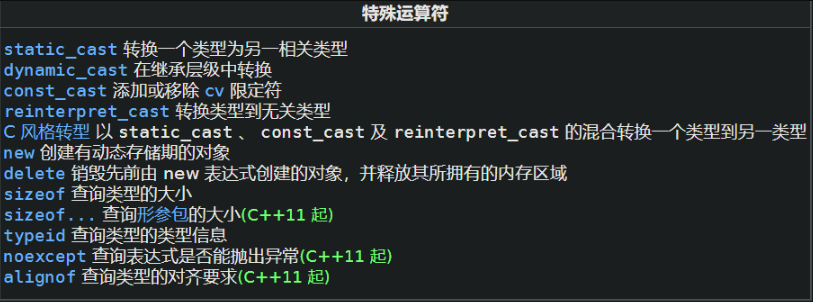 特殊运算符
static_cast 转换一个类型为另一相关类型
dynamic_cast 在继承层级中转换
const_cast 添加或移除 cv 限定符
reinterpret_cast 转换类型到无关类型
C 风格转型 以 static_cast 、 const_cast 及 reinterpret_cast 的混合转换一个类型到另一类型
new 创建有动态存储期的对象
delete 销毁先前由 new 表达式创建的对象，并释放其所拥有的内存区域
sizeof 查询类型的大小
sizeof... 查询形参包的大小(C++11 起)
typeid 查询类型的类型信息
noexcept 查询表达式是否能抛出异常(C++11 起)
alignof 查询类型的对齐要求(C++11 起)